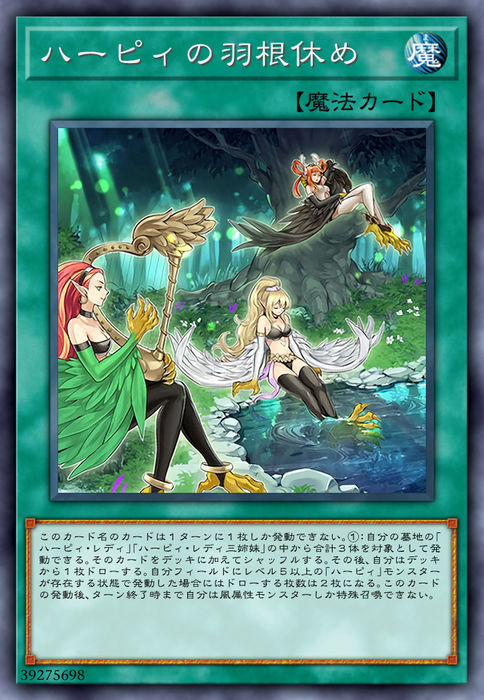 ハーピィの羽根休め
魔
【魔法カード】
このカード名のカードは1ターンに1枚しか発動できない。①:自分の墓地の「
ハーピィ・レディ」「ハーピィ・レディ三姉妹」の中から合計3体を対象として発
動できる。そのカードをデッキに加えてシャッフルする。その後、自分はデッキ
から1枚ドローする。自分フィールドにレベル5以上の「ハーピィ」モンスター
が存在する状態で発動した場合にはドローする枚数は2枚になる。このカード
の発動後、ターン終了時まで自分は風属性モンスターしか特殊召喚できない。
39275698